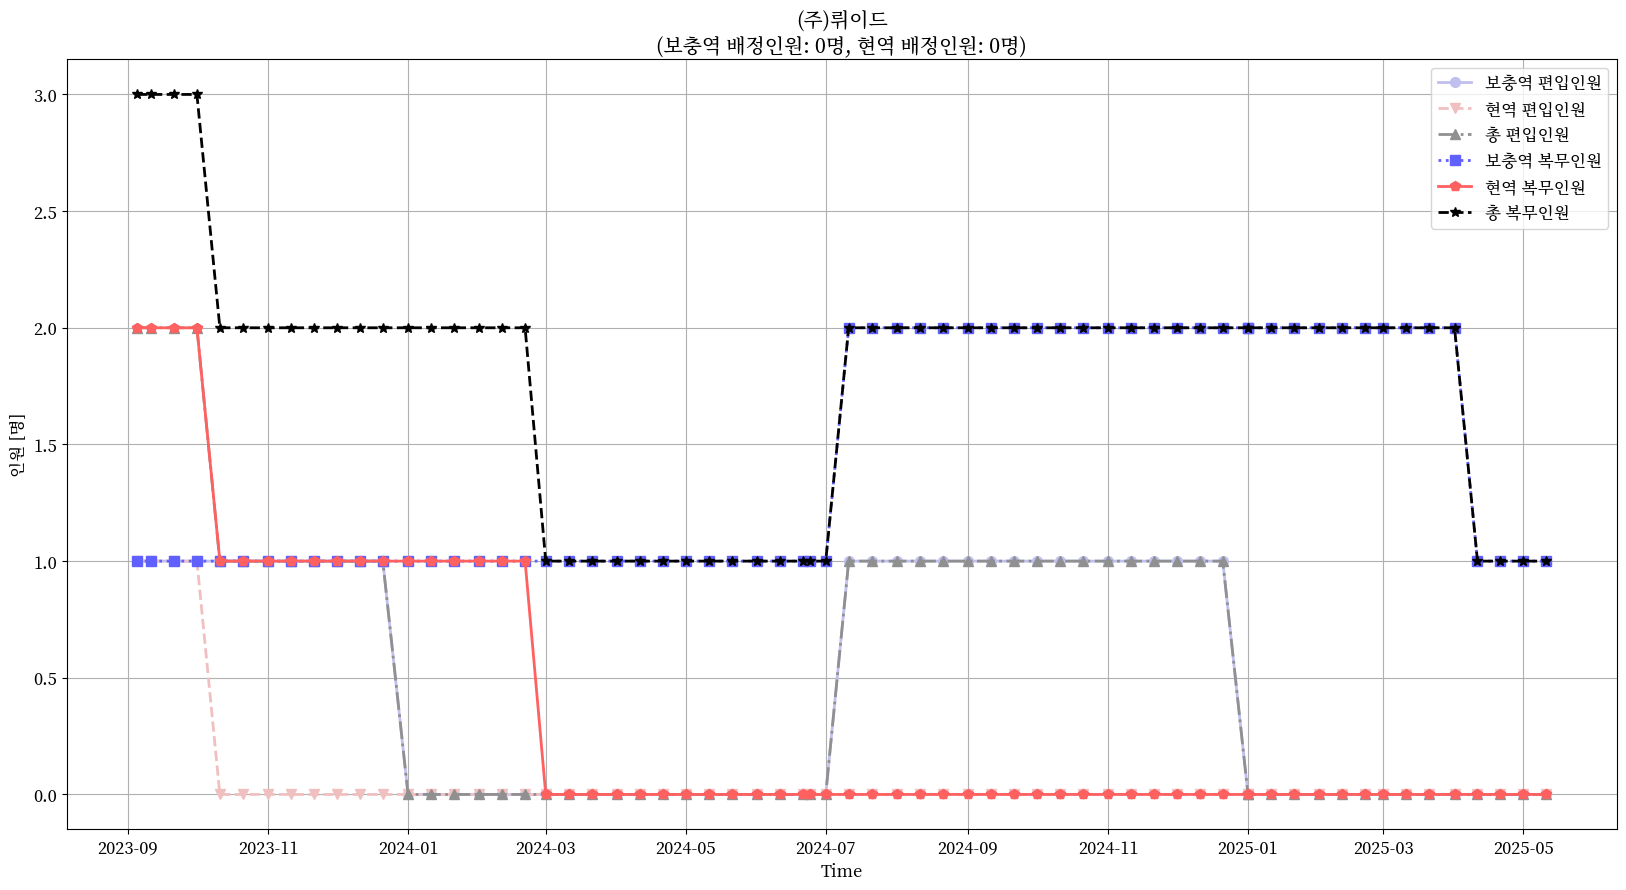 (주)뤼이드
(보충역 배정인원: 0명, 현역 배정인원: 0명)
보충역 편입인원
현역 편입인원
총 편입인원
보충역 복무인원
현역 복무인원
총 복무인원
인원 [명]
3.0
2.5
2.0
1.5
1.0
0.5
0.0
2023-09 2023-11 2024-01 2024-03 2024-05 2024-07 2024-09 2024-11 2025-01 2025-03 2025-05
Time